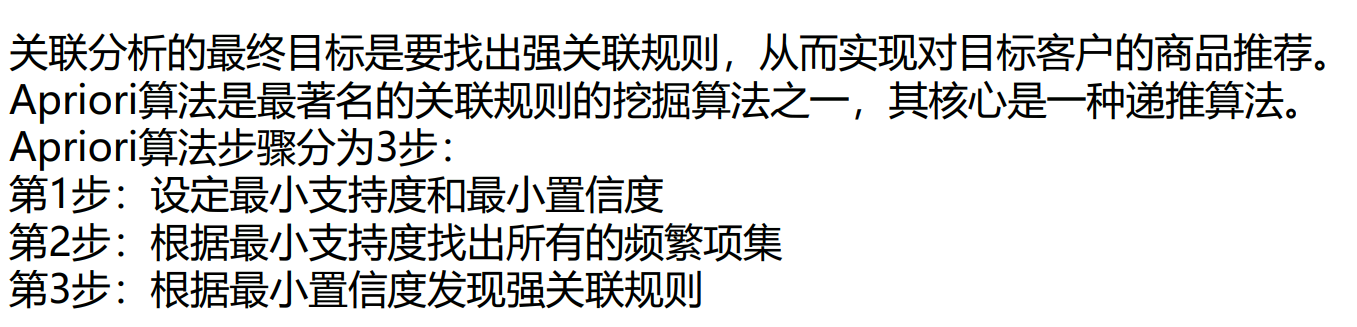 关联分析的最终目标是要找出强关联规则，从而实现对目标客户的商品推荐。
Apriori算法是最著名的关联规则的挖掘算法之一，其核心是一种递推算法。
Apriori算法步骤分为3步：
第1步：设定最小支持度和最小置信度
第2步：根据最小支持度找出所有的频繁项集
第3步：根据最小置信度发现强关联规则